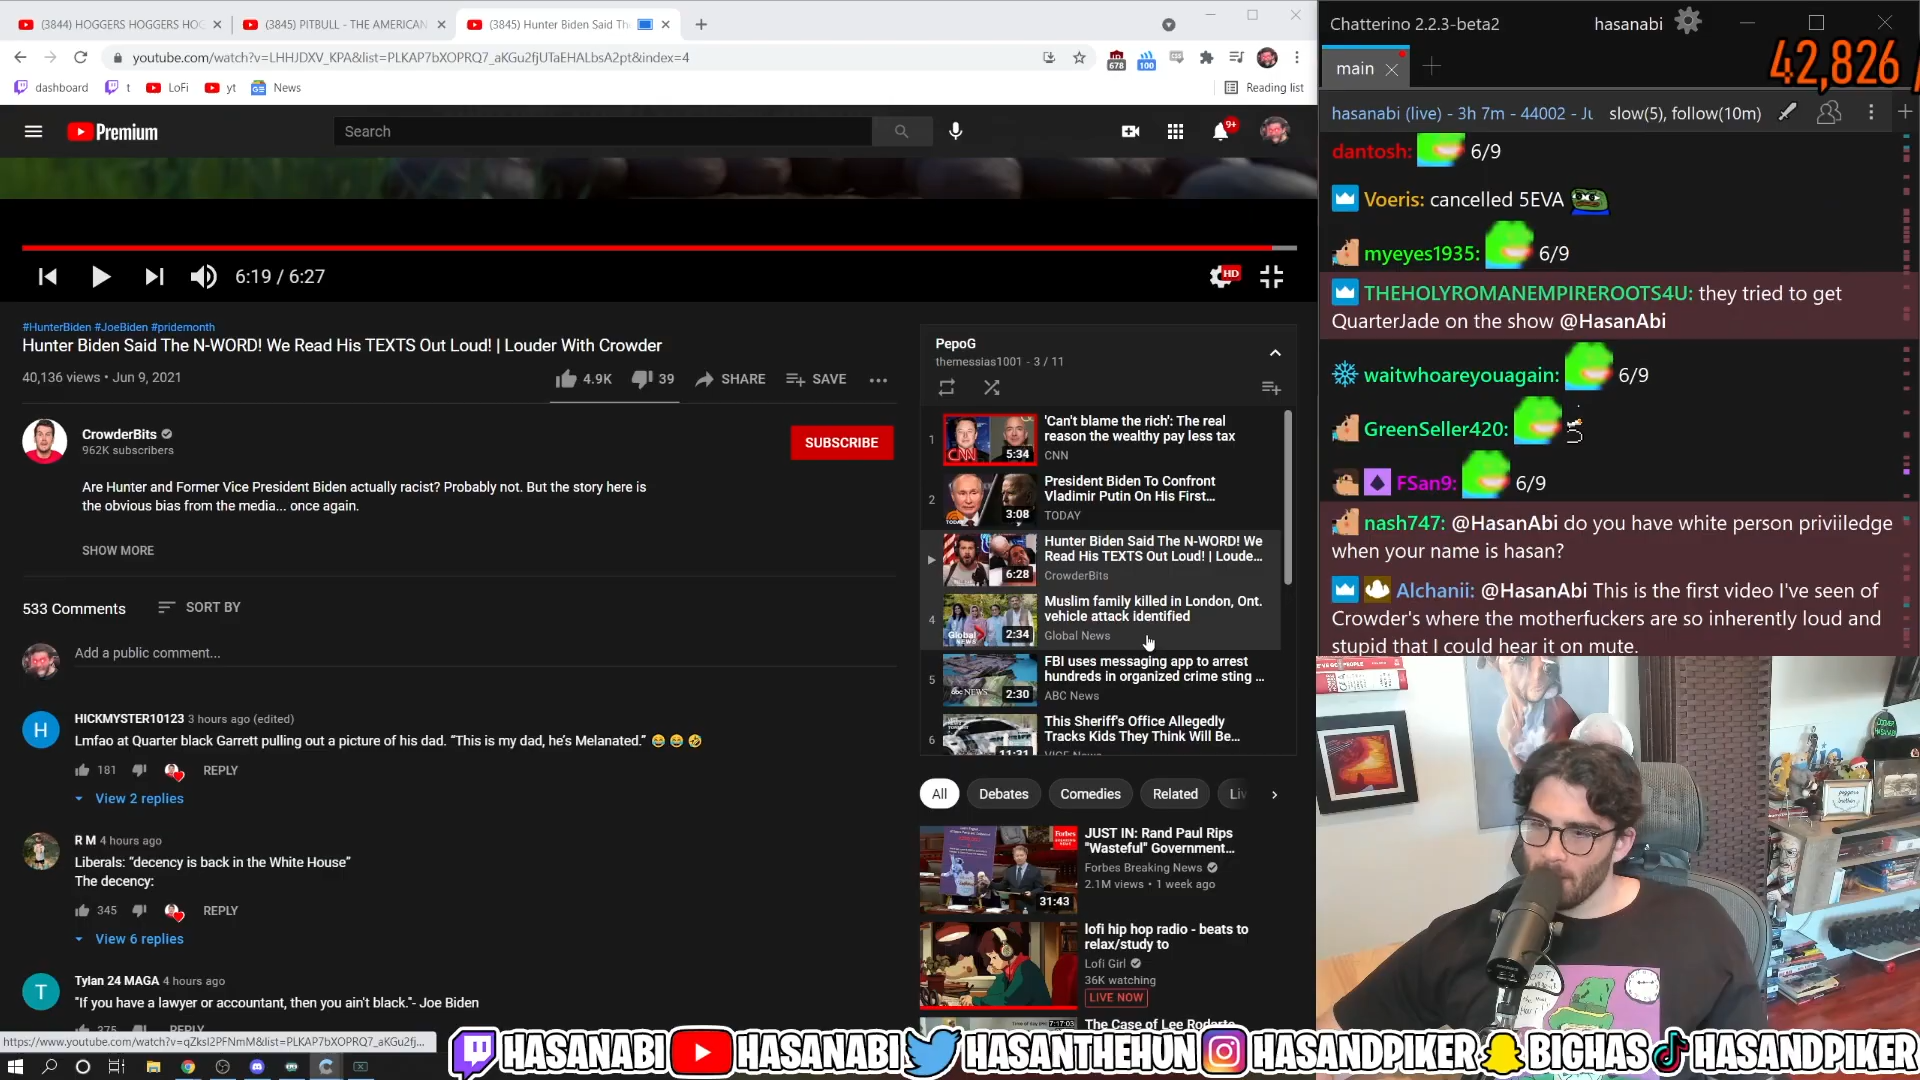 (3844) HOGGERS HOGGERS HOG
(3845) PITBULL - THE AMERICAN
(3845) Hunter Biden Said Th
youtube.com/watch?v=LHHJDXV_KPA&list=PLKAP7bXOPRQ7_aKGu2fjUTaEHALbsA2pt&index=4
678
100
dashboard
t
LoFi
yt
News
Reading list
Premium
Search
9+
6:19 / 6:27
HD
#HunterBiden #JoeBiden #pridemonth
Hunter Biden Said The N-WORD! We Read His TEXTS Out Loud! | Louder With Crowder
40,136 views • Jun 9, 2021
4.9K
39
SHARE
SAVE
CrowderBits
962K subscribers
SUBSCRIBE
Are Hunter and Former Vice President Biden actually racist? Probably not. But the story here is
the obvious bias from the media... once again.
SHOW MORE
533 Comments
SORT BY
Add a public comment...
H
HICKMYSTER10123 3 hours ago (edited)
Lmfao at Quarter black Garrett pulling out a picture of his dad. “This is my dad, he’s Melanated.” 😂 😂 🤣
181
REPLY
View 2 replies
R M 4 hours ago
Liberals: “decency is back in the White House”
The decency:
345
REPLY
View 6 replies
T
Tylan 24 MAGA 4 hours ago
"If you have a lawyer or accountant, then you ain't black."- Joe Biden
375
REPLY
https://www.youtube.com/watch?v=qZksI2PFNmM&list=PLKAP7bXOPRQ7_aKGu2fj...
PepoG
themessias1001 - 3 / 11
1
'Can't blame the rich': The real
reason the wealthy pay less tax
CNN
CNN
5:34
2
President Biden To Confront
Vladimir Putin On His First...
TODAY
TODAY
3:08
Hunter Biden Said The N-WORD! We
Read His TEXTS Out Loud! | Loude...
CrowderBits
6:28
4
Muslim family killed in London, Ont.
vehicle attack identified
Global News
Global
NEWS
2:34
5
FBI uses messaging app to arrest
hundreds in organized crime sting ...
ABC News
abc NEWS
2:30
6
This Sheriff's Office Allegedly
Tracks Kids They Think Will Be...
VICE News
11:31
All
Debates
Comedies
Related
Liv
JUST IN: Rand Paul Rips
"Wasteful" Government...
Forbes Breaking News
2.1M views • 1 week ago
Forbes
31:43
lofi hip hop radio - beats to
relax/study to
Lofi Girl
36K watching
LIVE NOW
The Case of Lee Rodarte
7:17:03
Chatterino 2.2.3-beta2
hasanabi
42,826 /
main
hasanabi (live) - 3h 7m - 44002 - Ju
slow(5), follow(10m)
dantosh: 6/9
Voeris: cancelled 5EVA
myeyes1935: 6/9
THEHOLYROMANEMPIREROOTS4U: they tried to get
QuarterJade on the show @HasanAbi
waitwhoareyouagain: 6/9
GreenSeller420:
FSan9: 6/9
nash747: @HasanAbi do you have white person priviiledge
when your name is hasan?
Alchanii: @HasanAbi This is the first video I've seen of
Crowder's where the motherfuckers are so inherently loud and
stupid that I could hear it on mute.
HASANABI
HASANABI
HASANTHEHUN
HASANDPIKER
BIGHAS
HASANDPIKER